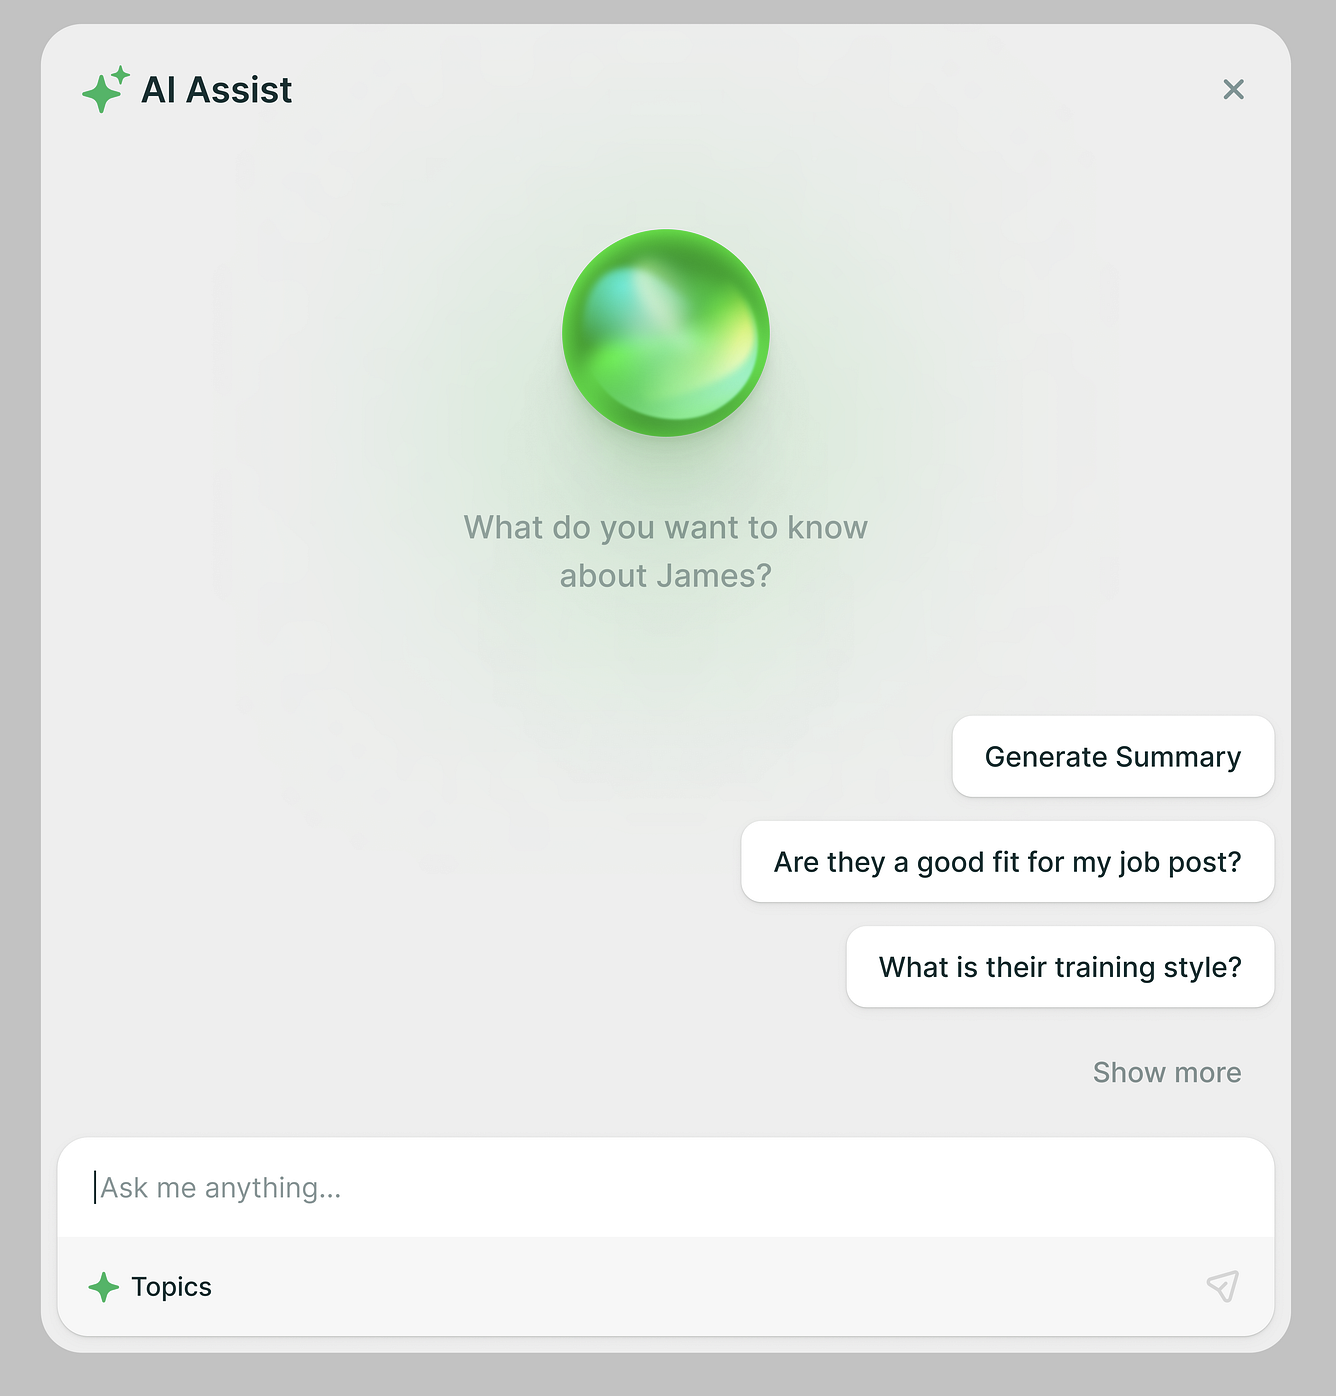 AI Assist
What do you want to know
about James?
Generate Summary
Are they a good fit for my job post?
What is their training style?
Show more
Ask me anything...
Topics